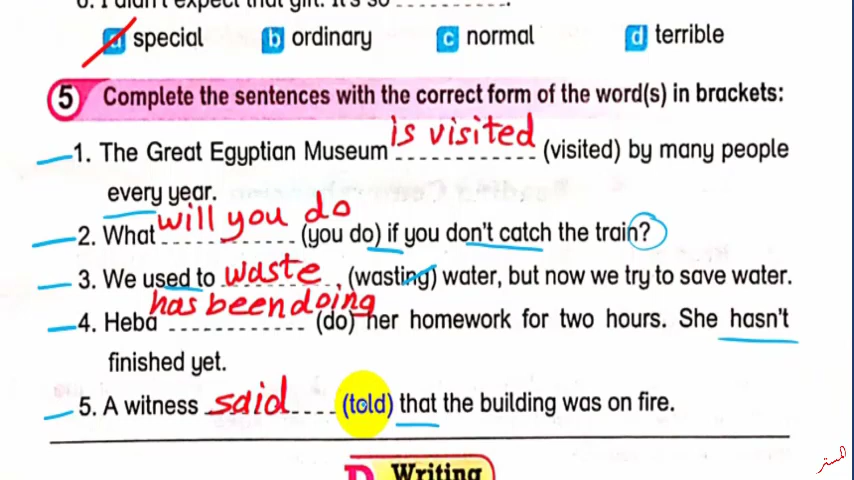 special b ordinary c normal d terrible
5 Complete the sentences with the correct form of the word(s) in brackets:
1. The Great Egyptian Museum is visited (visited) by many people
every year.
2. What will you do (you do) if you don't catch the train?
3. We used to waste (wasting) water, but now we try to save water.
4. Heba has been doing (do) her homework for two hours. She hasn't
finished yet.
5. A witness said (told) that the building was on fire.
Writing